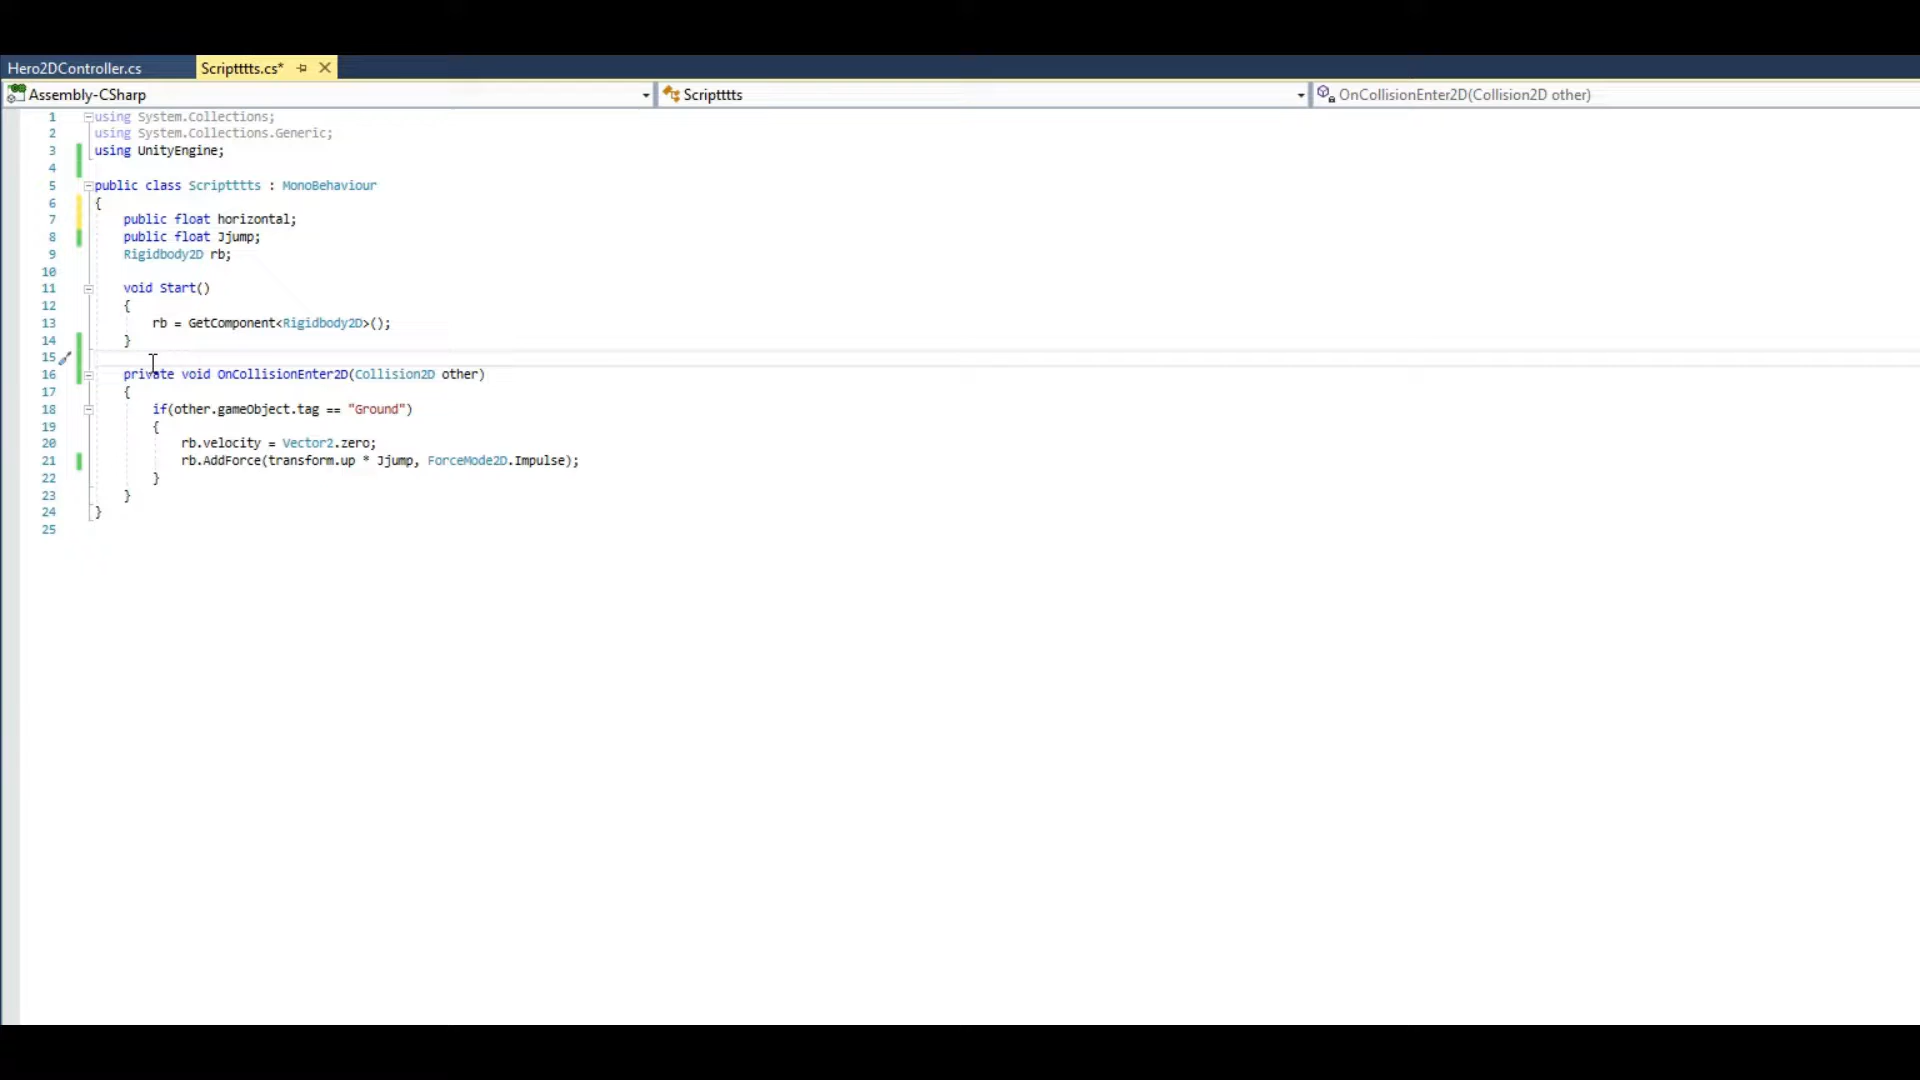 Hero2DController.cs
Scriptttts.cs*
Assembly-CSharp
Scriptttts
OnCollisionEnter2D(Collision2D other)
1 using System.Collections;
2 using System.Collections.Generic;
3 using UnityEngine;
4
5 public class Scriptttts : MonoBehaviour
6 {
7 public float horizontal;
8 public float Jjump;
9 Rigidbody2D rb;
10
11 void Start()
12 {
13 rb = GetComponent<Rigidbody2D>();
14 }
15
16 private void OnCollisionEnter2D(Collision2D other)
17 {
18 if(other.gameObject.tag == "Ground")
19 {
20 rb.velocity = Vector2.zero;
21 rb.AddForce(transform.up * Jjump, ForceMode2D.Impulse);
22 }
23 }
24 }
25